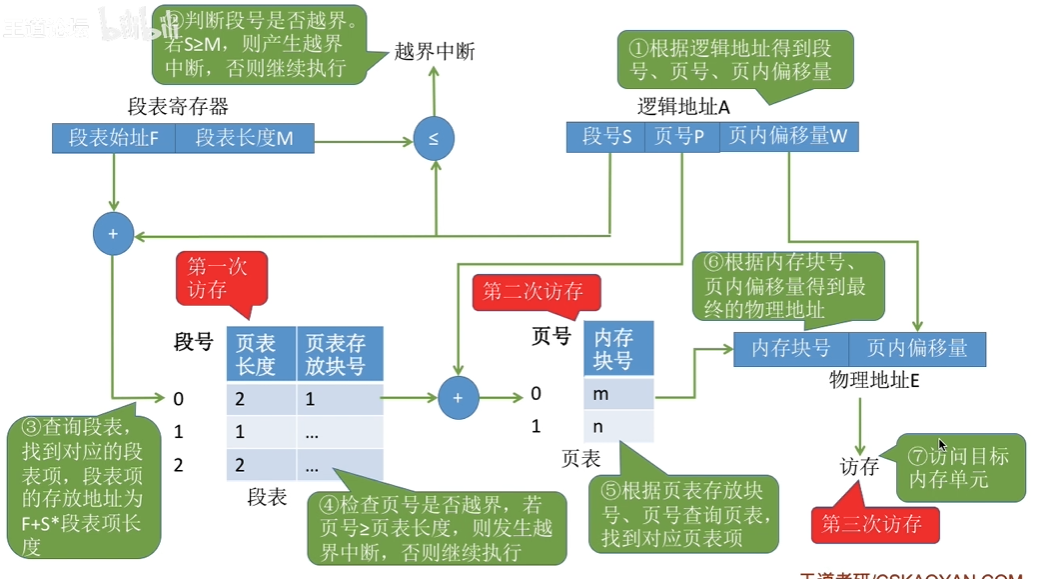 ②判断段号是否越界。
若S≥M，则产生越界
中断，否则继续执行
越界中断
①根据逻辑地址得到段
号、页号、页内偏移量
段表寄存器
逻辑地址A
段表始址F
段表长度M
≤
段号S
页号P
页内偏移量W
+
第一次
访存
第二次访存
⑥根据内存块号、
页内偏移量得到最
终的物理地址
段号
页表
长度
页表存
放块号
页号
内存
块号
内存块号
页内偏移量
物理地址E
0
2
1
+
0
m
1
1
...
1
n
2
2
...
段表
页表
③查询段表，
找到对应的段
表项，段表项
的存放地址为
F+S*段表项长
度
④检查页号是否越界，若
页号≥页表长度，则发生越
界中断，否则继续执行
⑤根据页表存放块
号、页号查询页表，
找到对应页表项
访存
⑦访问目标
内存单元
第三次访存
王道考研/CSKAOYAN.COM
bilibili